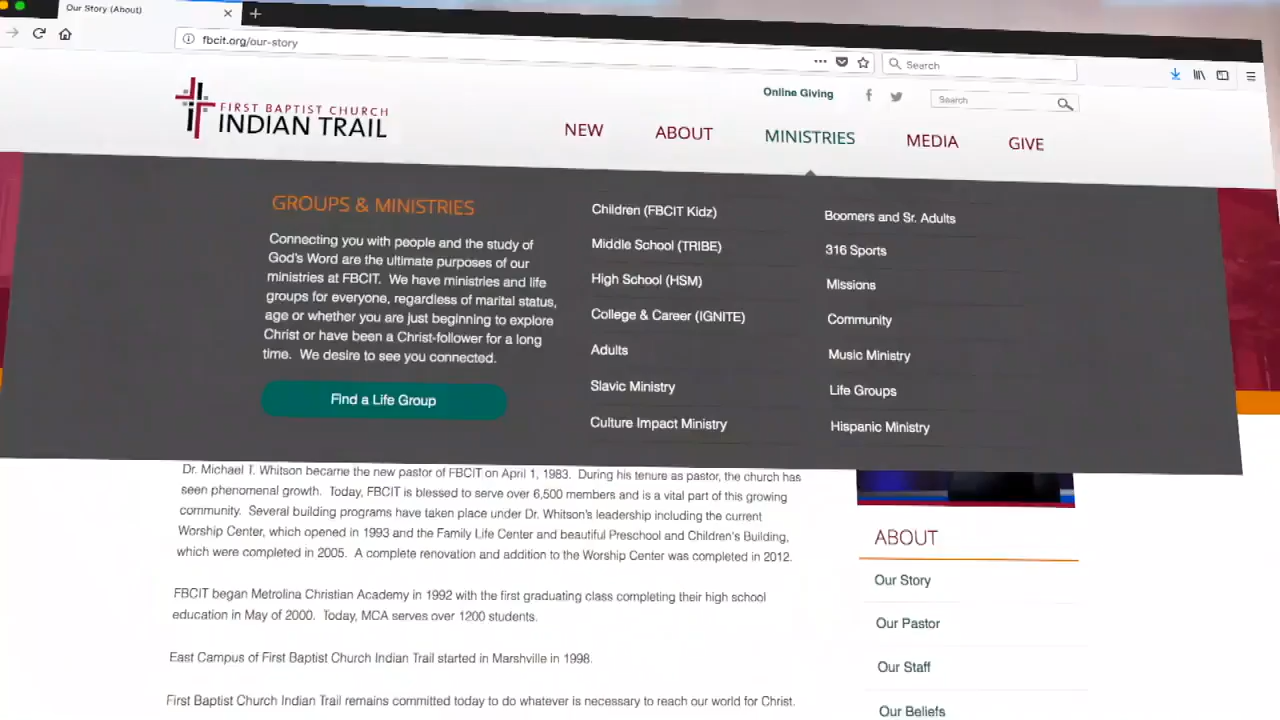 Our Story (About)
fbcit.org/our-story
Search
Online Giving
Search
FIRST BAPTIST CHURCH
INDIAN TRAIL
NEW
ABOUT
MINISTRIES
MEDIA
GIVE
GROUPS & MINISTRIES
Connecting you with people and the study of
God's Word are the ultimate purposes of our
ministries at FBCIT. We have ministries and life
groups for everyone, regardless of marital status,
age or whether you are just beginning to explore
Christ or have been a Christ-follower for a long
time. We desire to see you connected.
Find a Life Group
Children (FBCIT Kidz)
Middle School (TRIBE)
High School (HSM)
College & Career (IGNITE)
Adults
Slavic Ministry
Culture Impact Ministry
Boomers and Sr. Adults
316 Sports
Missions
Community
Music Ministry
Life Groups
Hispanic Ministry
Dr. Michael T. Whitson became the new pastor of FBCIT on April 1, 1983. During his tenure as pastor, the church has
seen phenomenal growth. Today, FBCIT is blessed to serve over 6,500 members and is a vital part of this growing
community. Several building programs have taken place under Dr. Whitson's leadership including the current
Worship Center, which opened in 1993 and the Family Life Center and beautiful Preschool and Children's Building,
which were completed in 2005. A complete renovation and addition to the Worship Center was completed in 2012.
FBCIT began Metrolina Christian Academy in 1992 with the first graduating class completing their high school
education in May of 2000. Today, MCA serves over 1200 students.
East Campus of First Baptist Church Indian Trail started in Marshville in 1998.
First Baptist Church Indian Trail remains committed today to do whatever is necessary to reach our world for Christ.
ABOUT
Our Story
Our Pastor
Our Staff
Our Beliefs